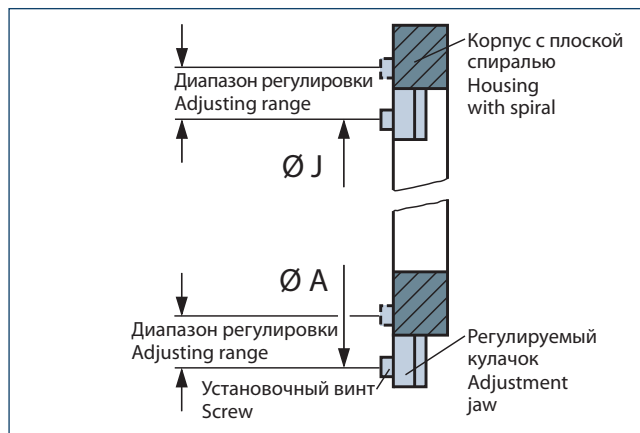 Корпус с плоской
спиралью
Housing
with spiral
Диапазон регулировки
Adjusting range
Ø J
Ø A
Диапазон регулировки
Adjusting range
Регулируемый
кулачок
Adjustment
jaw
Установочный винт
Screw